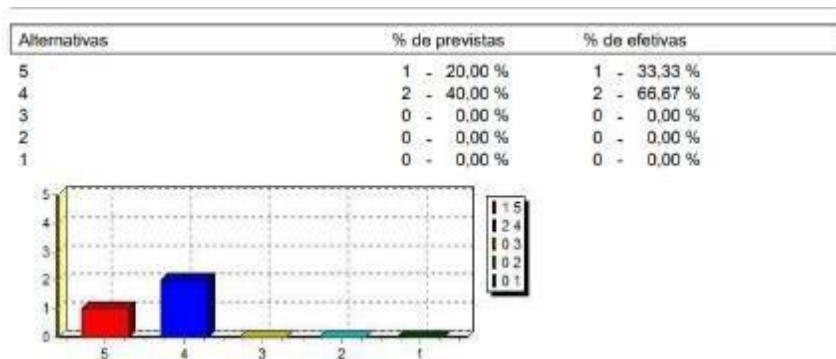 Alternativas % de previstas % de efetivas
5 1 - 20,00 % 1 - 33,33 %
4 2 - 40,00 % 2 - 66,67 %
3 0 - 0,00 % 0 - 0,00 %
2 0 - 0,00 % 0 - 0,00 %
1 0 - 0,00 % 0 - 0,00 %
5
4
3
2
1
0
5 4 3 2 1
1 5
2 4
0 3
0 2
0 1